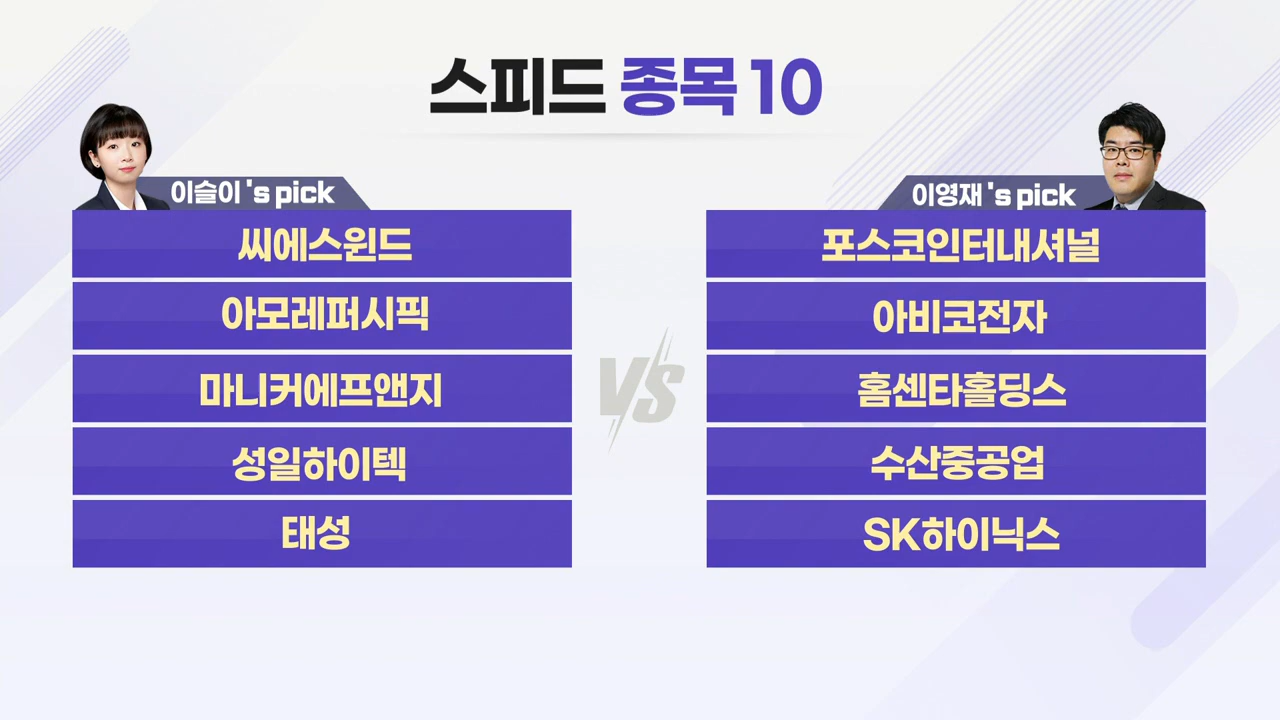 스피드 종목 10
이슬이 's pick
씨에스윈드
아모레퍼시픽
마니커에프앤지
성일하이텍
태성
VS
이영재 's pick
포스코인터내셔널
아비코전자
홈센타홀딩스
수산중공업
SK하이닉스